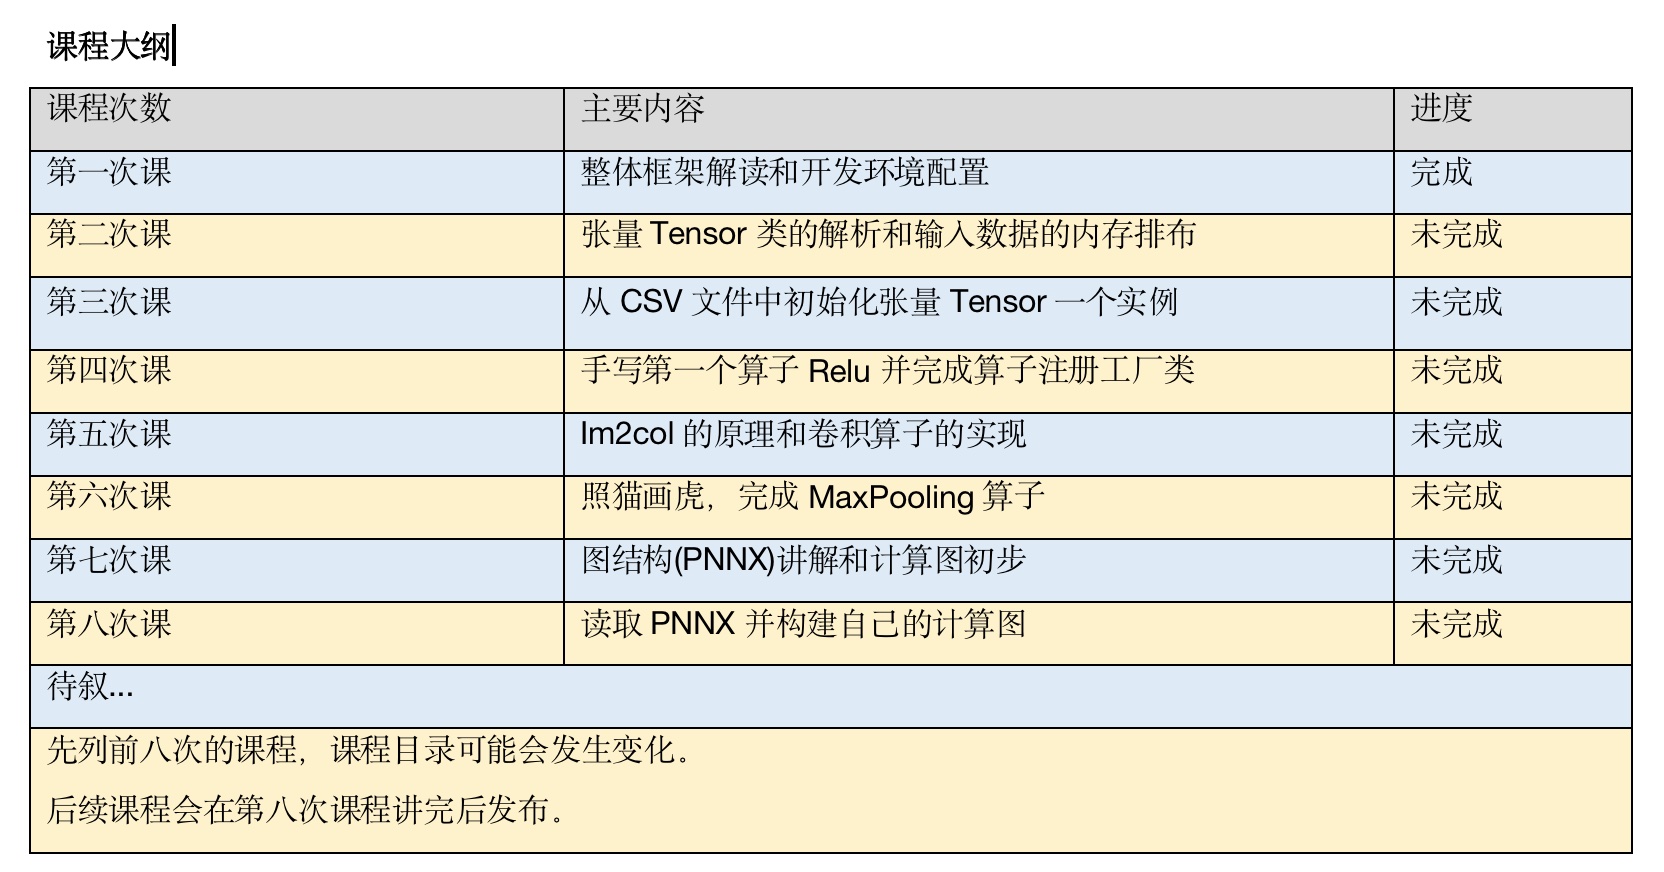 课程大纲
课程次数 主要内容 进度
第一次课 整体框架解读和开发环境配置 完成
第二次课 张量 Tensor 类的解析和输入数据的内存排布 未完成
第三次课 从 CSV 文件中初始化张量 Tensor 一个实例 未完成
第四次课 手写第一个算子 Relu 并完成算子注册工厂类 未完成
第五次课 Im2col 的原理和卷积算子的实现 未完成
第六次课 照猫画虎，完成 MaxPooling 算子 未完成
第七次课 图结构(PNNX)讲解和计算图初步 未完成
第八次课 读取 PNNX 并构建自己的计算图 未完成
待叙...
先列前八次的课程，课程目录可能会发生变化。
后续课程会在第八次课程讲完后发布。